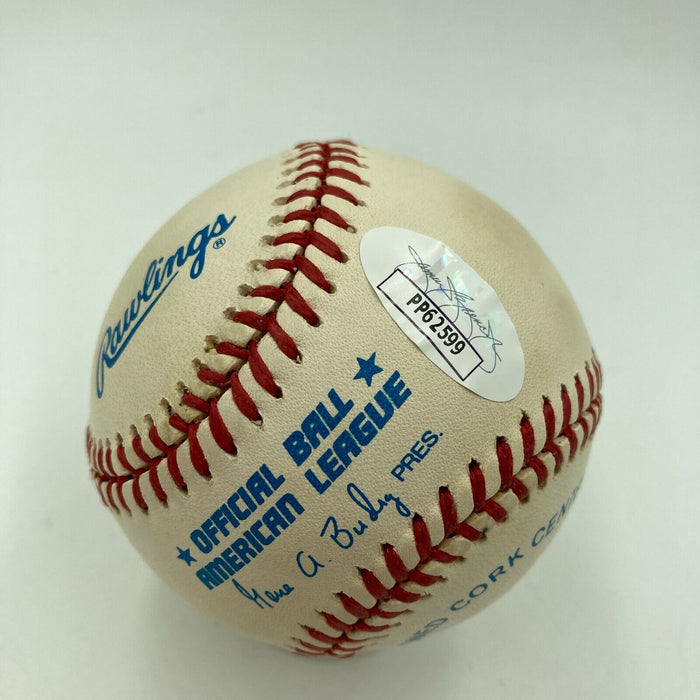 Rawlings®
PP62599
★ OFFICIAL BALL ★
AMERICAN LEAGUE
Gene A. Budig PRES.
CORK CEN